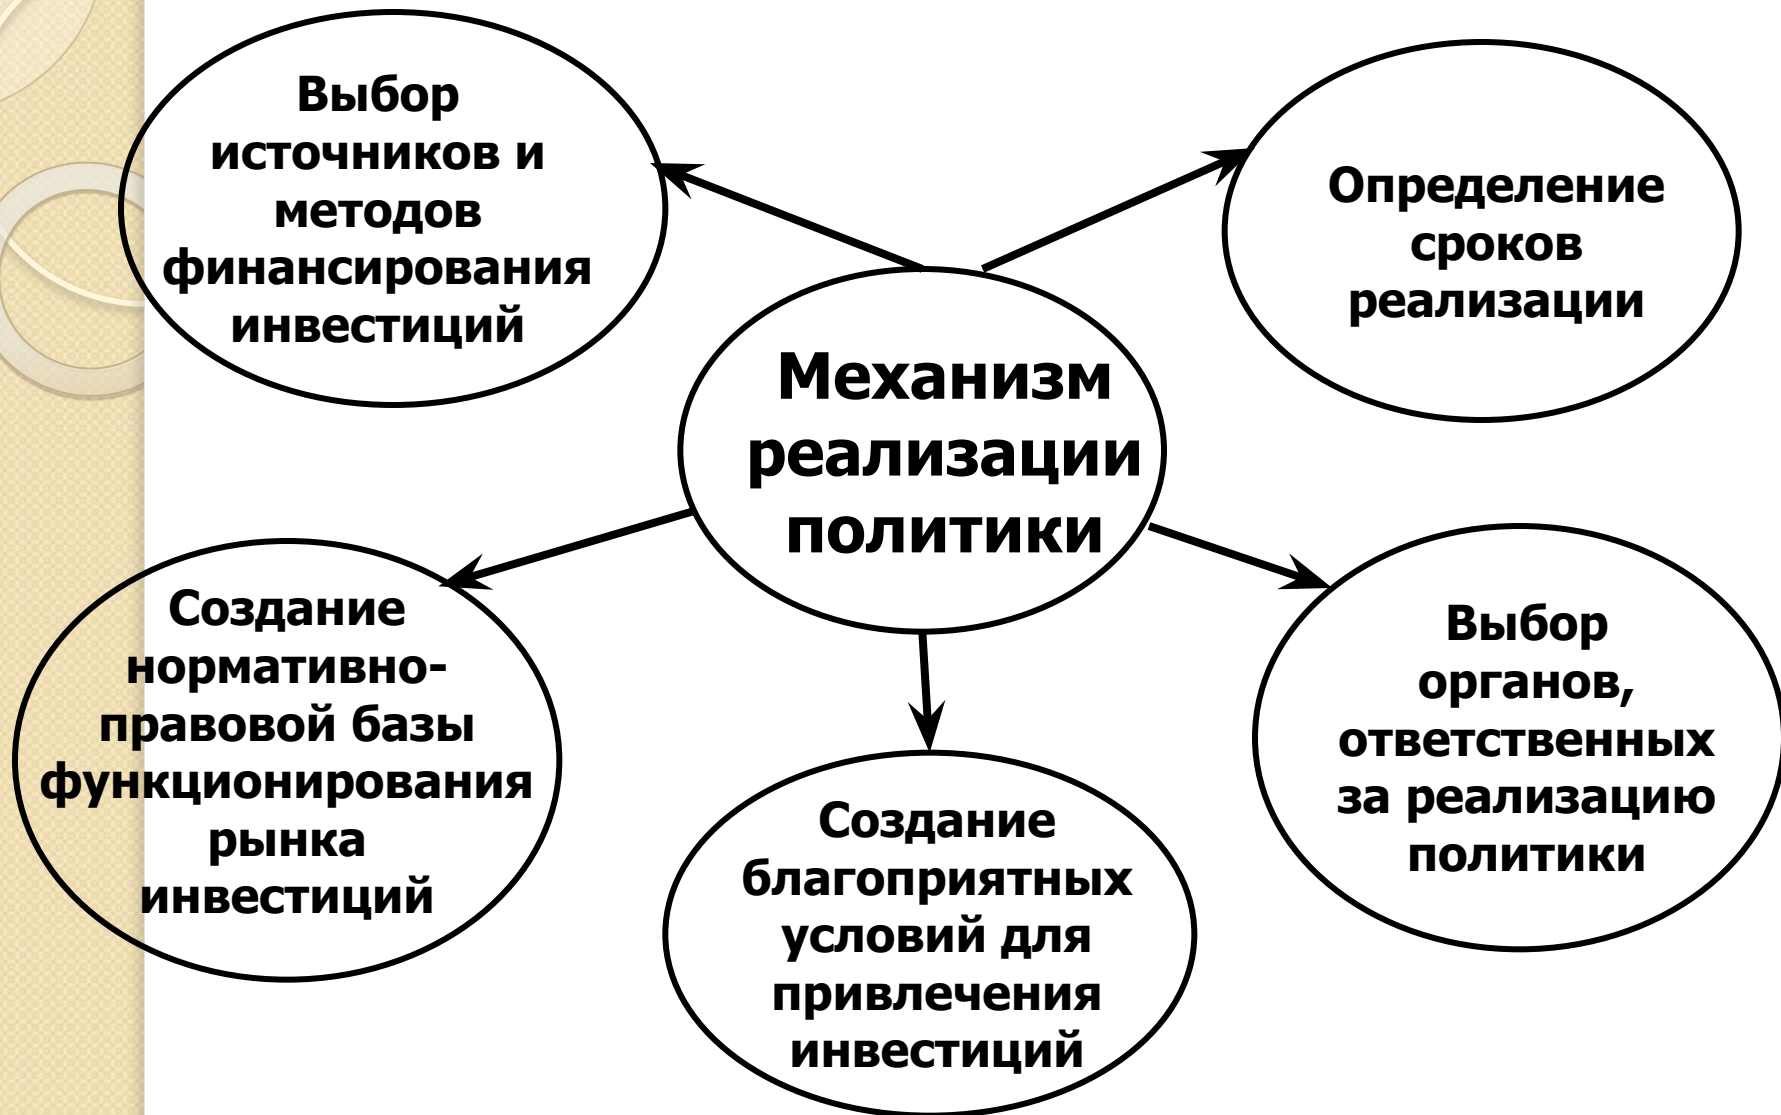 Выбор
источников и
методов
финансирования
инвестиций
Определение
сроков
реализации
Механизм
реализации
политики
Создание
нормативно-
правовой базы
функционирования
рынка
инвестиций
Создание
благоприятных
условий для
привлечения
инвестиций
Выбор
органов,
ответственных
за реализацию
политики